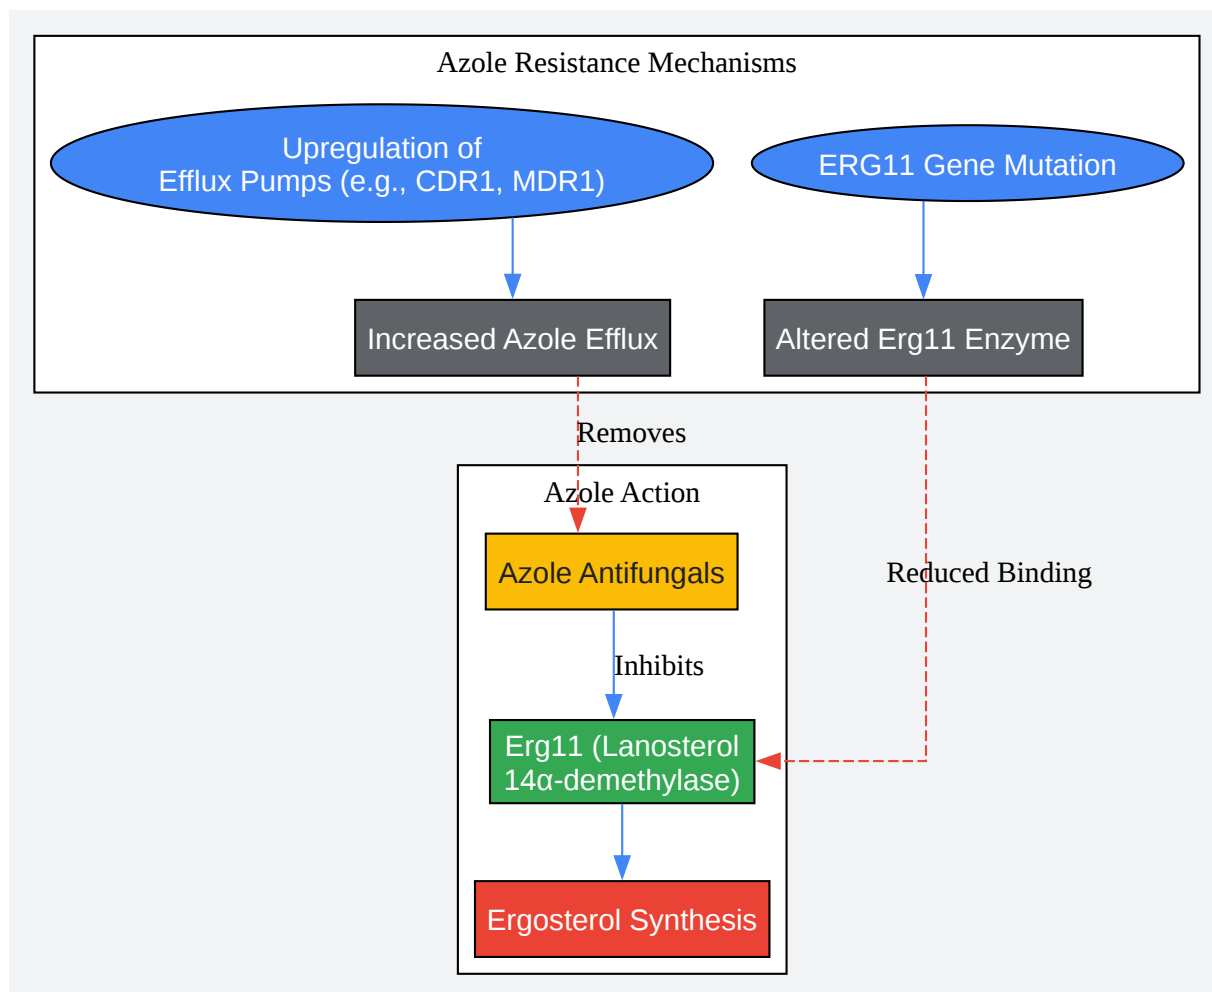 Azole Resistance Mechanisms
Upregulation of
Efflux Pumps (e.g., CDR1, MDR1)
ERG11 Gene Mutation
Increased Azole Efflux
Altered Erg11 Enzyme
Removes
Azole Action
Azole Antifungals
Reduced Binding
Inhibits
Erg11 (Lanosterol
14α-demethylase)
Ergosterol Synthesis